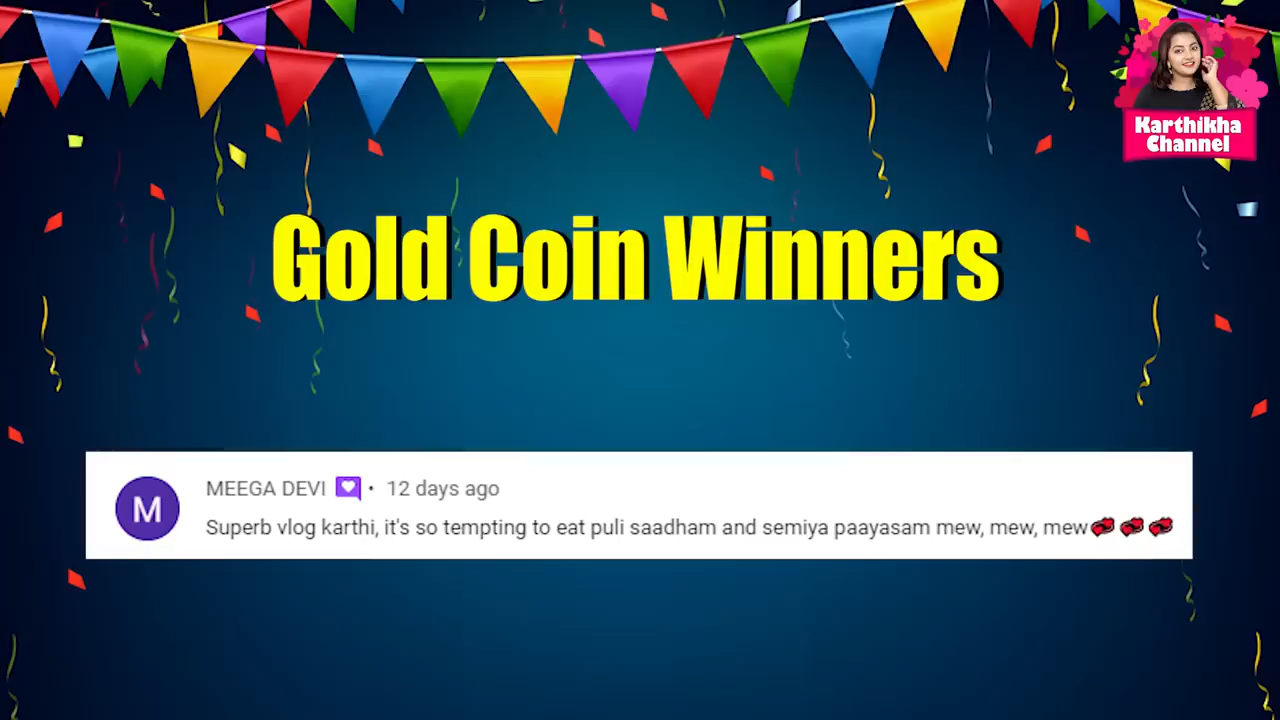 Karthikha
Channel
Gold Coin Winners
M
MEEGA DEVI • 12 days ago
Superb vlog karthi, it's so tempting to eat puli saadham and semiya paayasam mew, mew, mew💞💞💞